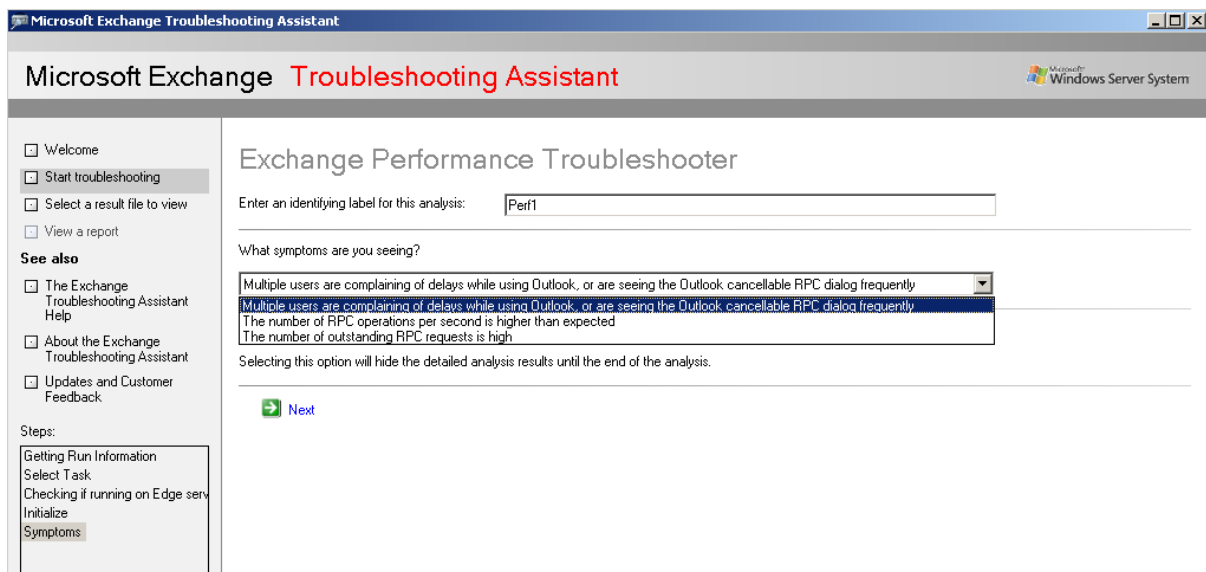 Microsoft Exchange Troubleshooting Assistant
Microsoft Exchange Troubleshooting Assistant
Microsoft
Windows Server System
Welcome
Start troubleshooting
Select a result file to view
View a report
See also
The Exchange
Troubleshooting Assistant
Help
About the Exchange
Troubleshooting Assistant
Updates and Customer
Feedback
Steps:
Getting Run Information
Select Task
Checking if running on Edge serv
Initialize
Symptoms
Exchange Performance Troubleshooter
Enter an identifying label for this analysis: Perf1
What symptoms are you seeing?
Multiple users are complaining of delays while using Outlook, or are seeing the Outlook cancellable RPC dialog frequently
Multiple users are complaining of delays while using Outlook, or are seeing the Outlook cancellable RPC dialog frequently
The number of RPC operations per second is higher than expected
The number of outstanding RPC requests is high
Selecting this option will hide the detailed analysis results until the end of the analysis.
Next